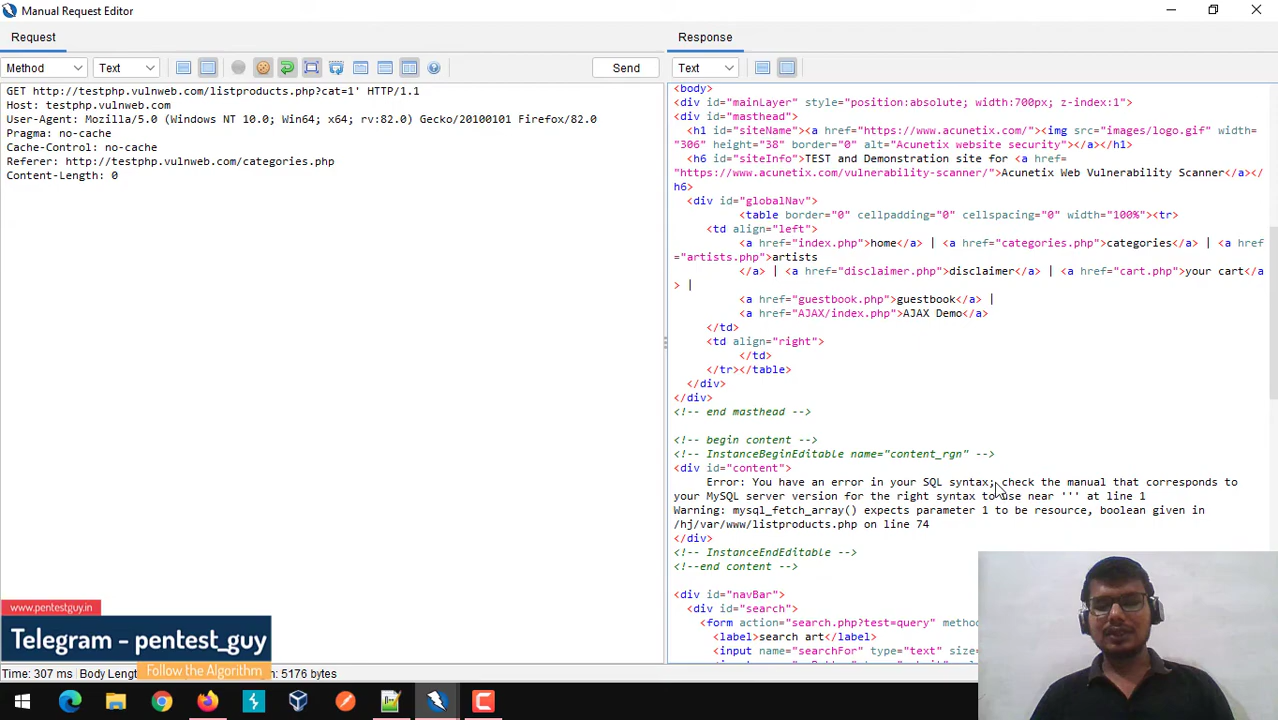 Manual Request Editor
Request
Response
Method
Text
Send
Text
GET http://testphp.vulnweb.com/listproducts.php?cat=1' HTTP/1.1
Host: testphp.vulnweb.com
User-Agent: Mozilla/5.0 (Windows NT 10.0; Win64; x64; rv:82.0) Gecko/20100101 Firefox/82.0
Pragma: no-cache
Cache-Control: no-cache
Referer: http://testphp.vulnweb.com/categories.php
Content-Length: 0
<body>
<div id="mainLayer" style="position:absolute; width:700px; z-index:1">
<div id="masthead">
<h1 id="siteName"><a href="https://www.acunetix.com/"><img src="images/logo.gif" width=
"306" height="38" border="0" alt="Acunetix website security"></a></h1>
<h6 id="siteInfo">TEST and Demonstration site for <a href=
"https://www.acunetix.com/vulnerability-scanner/">Acunetix Web Vulnerability Scanner</a></
h6>
<div id="globalNav">
<table border="0" cellpadding="0" cellspacing="0" width="100%"><tr>
<td align="left">
<a href="index.php">home</a> | <a href="categories.php">categories</a> | <a href
="artists.php">artists
</a> | <a href="disclaimer.php">disclaimer</a> | <a href="cart.php">your cart</a
> |
<a href="guestbook.php">guestbook</a> |
<a href="AJAX/index.php">AJAX Demo</a>
</td>
<td align="right">
</td>
</tr></table>
</div>
</div>
<!-- end masthead -->
<!-- begin content -->
<!-- InstanceBeginEditable name="content_rgn" -->
<div id="content">
Error: You have an error in your SQL syntax; check the manual that corresponds to
your MySQL server version for the right syntax to use near ''' at line 1
Warning: mysql_fetch_array() expects parameter 1 to be resource, boolean given in
/hj/var/www/listproducts.php on line 74
</div>
<!-- InstanceEndEditable -->
<!--end content -->
<div id="navBar">
<div id="search">
<form action="search.php?test=query"
<label>search art</label>
<input name="searchFor" type="text"
www.pentestguy.in
Telegram - pentest_guy
Follow the Algorithm
Time: 307 ms Body 5176 bytes